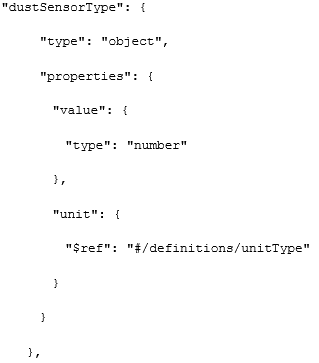 "dustSensorType": {
"type": "object",
"properties": {
"value": {
"type": "number"
},
"unit": {
"$ref": "#/definitions/unitType"
}
}
},